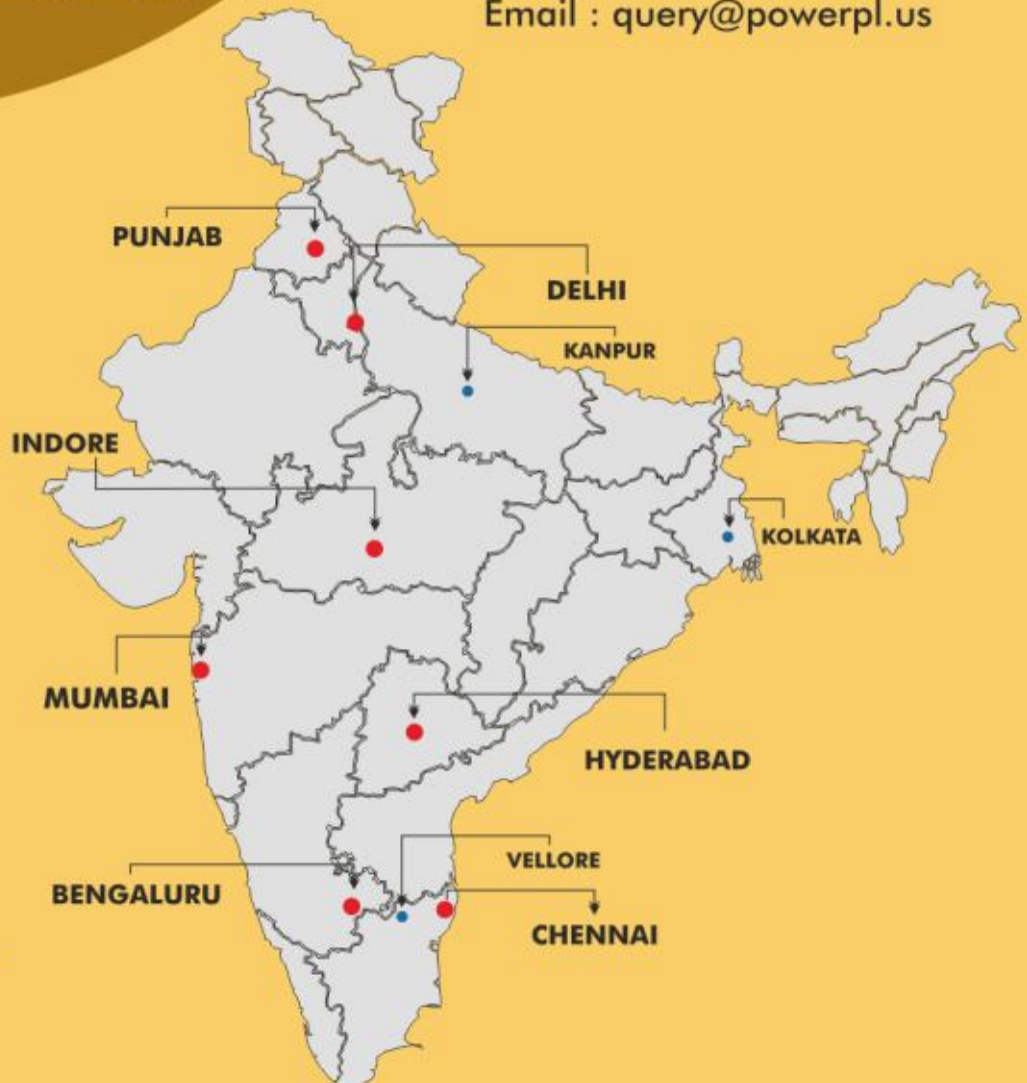 Email : query@powerpl.us
PUNJAB
DELHI
KANPUR
INDORE
KOLKATA
MUMBAI
HYDERABAD
VELLORE
BENGALURU
CHENNAI